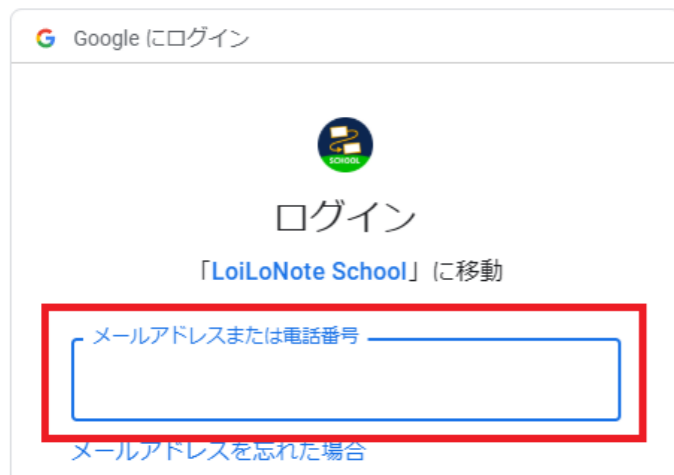 Google にログイン
SCHOOL
ログイン
「LoiLoNote School」に移動
メールアドレスまたは電話番号
メールアドレスを忘れた場合